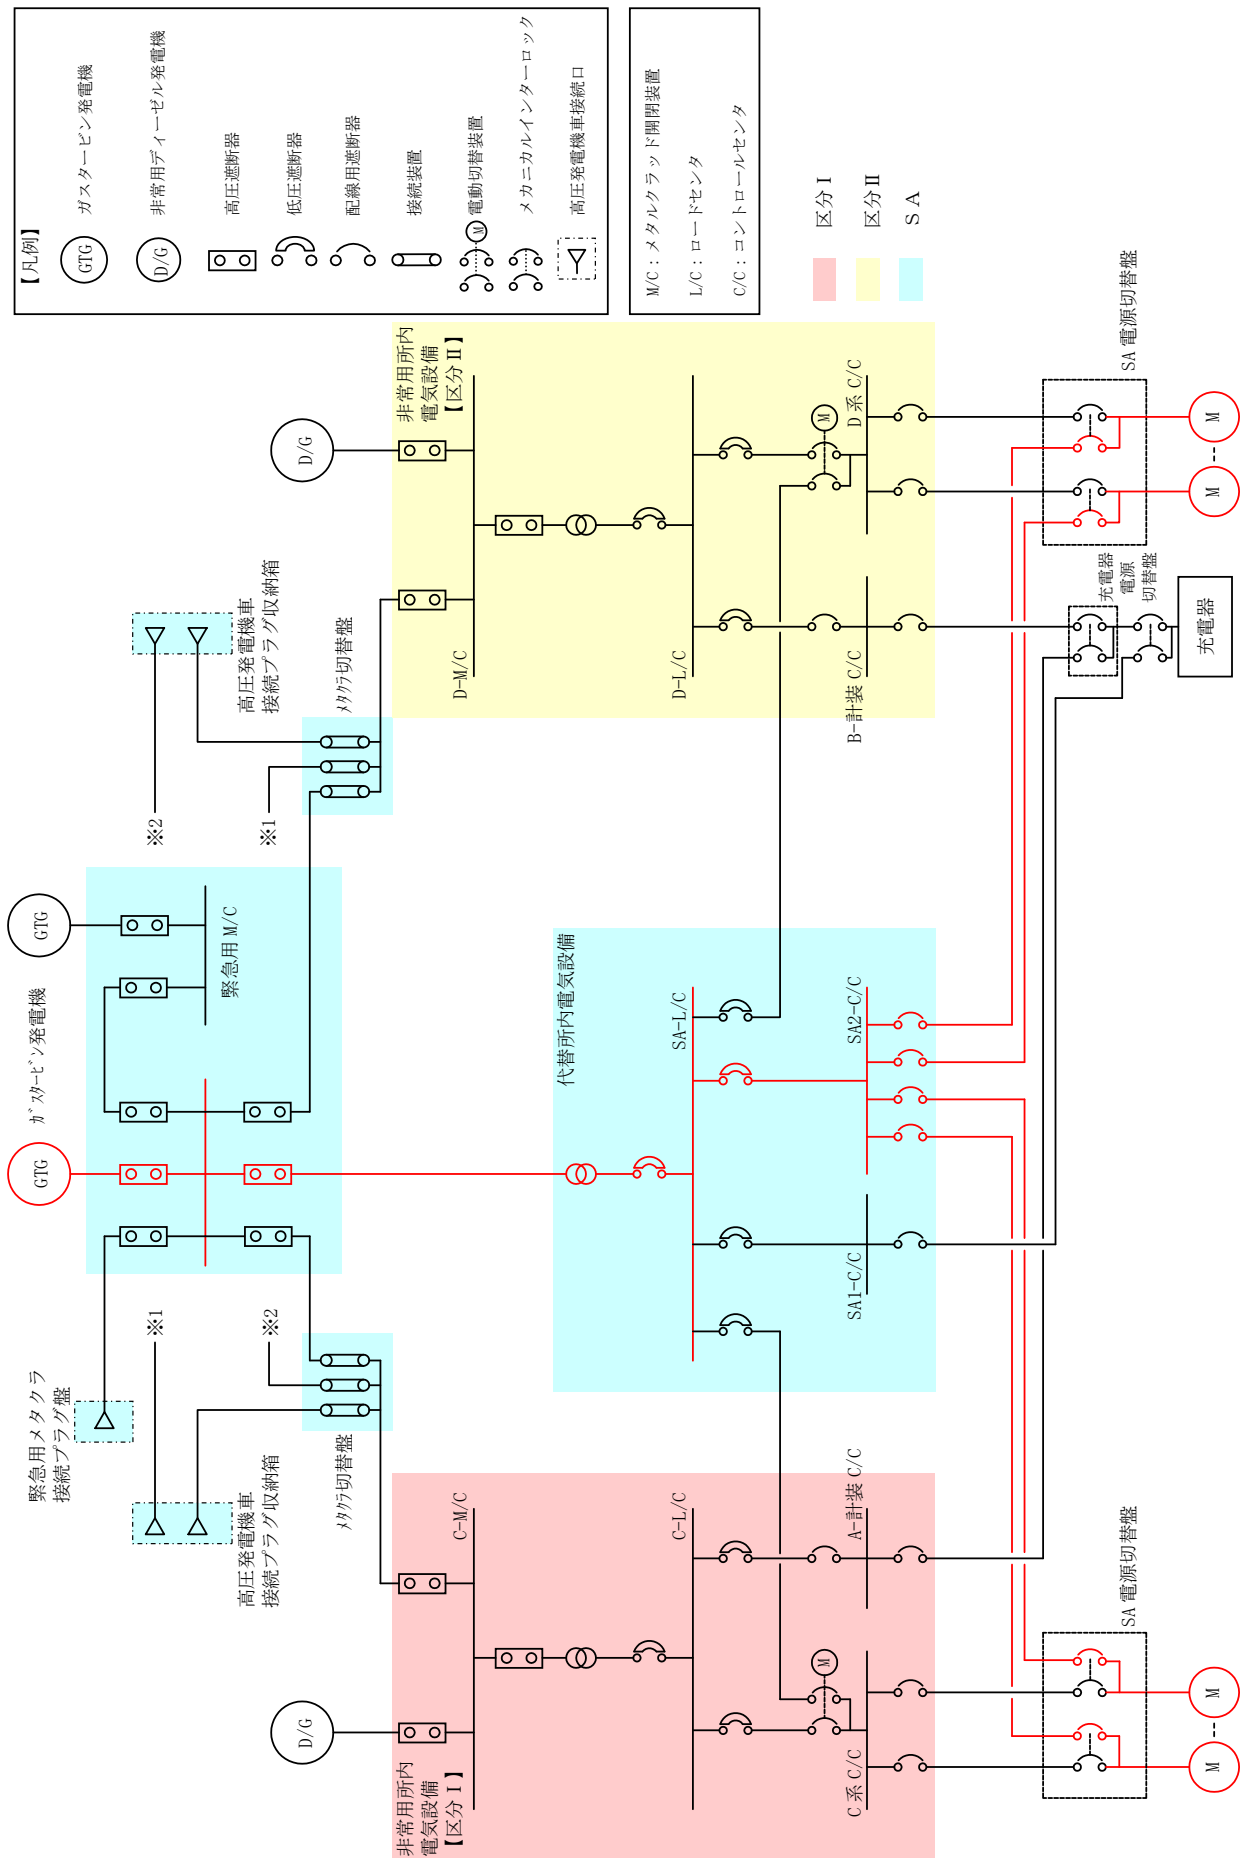 【凡例】
GTG
ガスタービン発電機
D/G
非常用ディーゼル発電機
高圧遮断器
低圧遮断器
配線用遮断器
接続装置
M
電動切替装置
メカニカルインターロック
高圧発電機車接続口
M/C：メタルクラッド開閉装置
L/C：ロードセンタ
C/C：コントロールセンタ
区分Ⅰ
区分Ⅱ
ＳＡ
緊急用メタクラ
接続プラグ盤
GTG
ｶﾞｽﾀｰﾋﾞﾝ発電機
GTG
緊急用 M/C
※1
※2
高圧発電機車
接続プラグ収納箱
ﾒﾀｸﾗ切替盤
※2
※1
高圧発電機車
接続プラグ収納箱
ﾒﾀｸﾗ切替盤
D/G
非常用所内
電気設備
【区分Ⅰ】
C-M/C
C-L/C
M
C 系 C/C
A-計装 C/C
代替所内電気設備
SA-L/C
SA1-C/C
SA2-C/C
D/G
非常用所内
電気設備
【区分Ⅱ】
D-M/C
D-L/C
M
B-計装 C/C
D 系 C/C
SA 電源切替盤
M
M
充電器
電源
切替盤
充電器
SA 電源切替盤
M
M